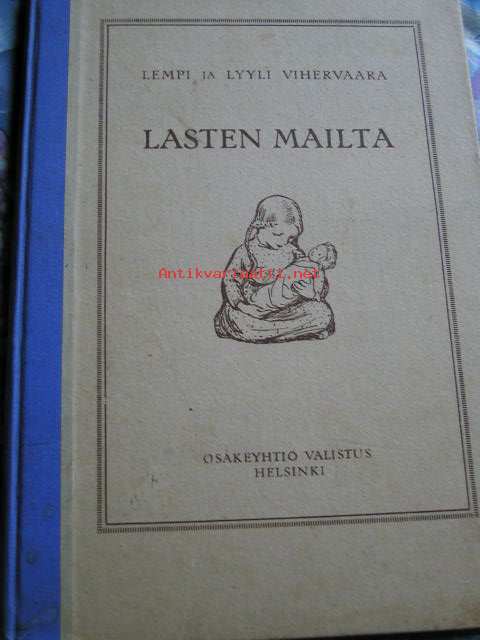 LEMPI JA LYYLI VIHERVAARA
LASTEN MAILTA
Antikvariaatti.net
OSAKEYHTIÖ VALISTUS
HELSINKI